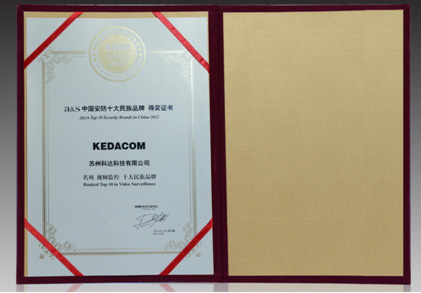 a&S 中国安防十大民族品牌 得奖证书
a&s Top 10 Security Brands in China 2012
KEDACOM
苏州科达科技有限公司
名列 视频监控 十大民族品牌
Ranked Top 10 in Video Surveillance